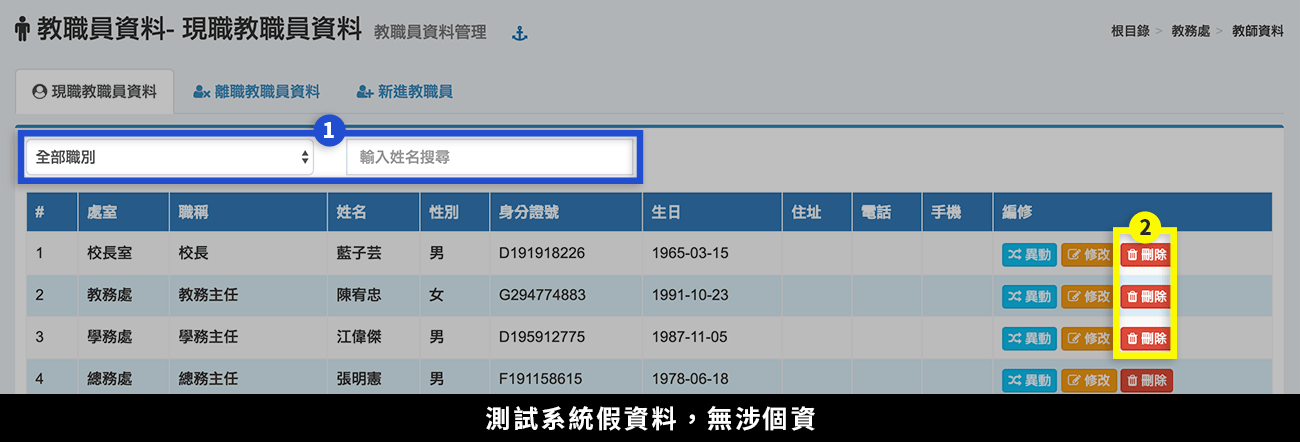 教職員資料- 現職教職員資料 教職員資料管理
根目錄 > 教務處 > 教師資料
現職教職員資料 離職教職員資料 新進教職員
1
全部職別 輸入姓名搜尋
# 處室 職稱 姓名 性別 身分證號 生日 住址 電話 手機 編修
2
1 校長室 校長 藍子芸 男 D191918226 1965-03-15 異動 修改 刪除
2 教務處 教務主任 陳宥忠 女 G294774883 1991-10-23 異動 修改 刪除
3 學務處 學務主任 江偉傑 男 D195912775 1987-11-05 異動 修改 刪除
4 總務處 總務主任 張明憲 男 F191158615 1978-06-18 異動 修改 刪除
測試系統假資料，無涉個資